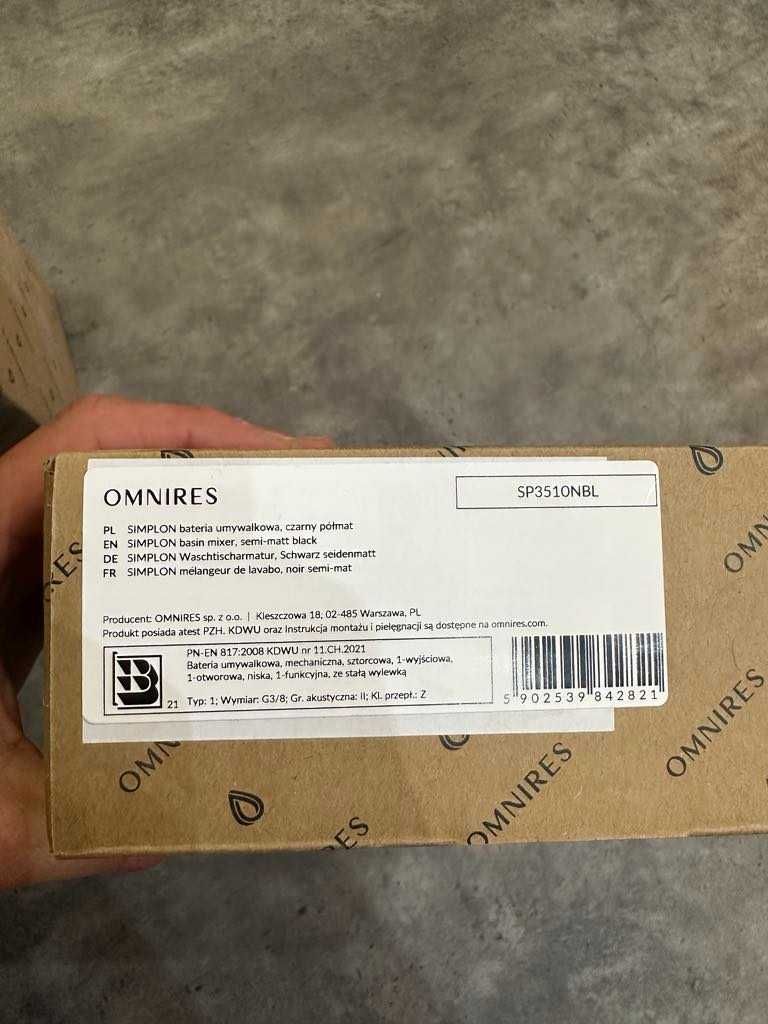 OMNIRES
SP3510NBL
PL SIMPLON bateria umywalkowa, czarny półmat
EN SIMPLON basin mixer, semi-matt black
DE SIMPLON Waschtischarmatur, Schwarz seidenmatt
FR SIMPLON mélangeur de lavabo, noir semi-mat
Producent: OMNIRES sp. z o.o. | Kleszczowa 18, 02-485 Warszawa, PL
Produkt posiada atest PZH. KDWU oraz Instrukcja montażu i pielęgnacji są dostępne na omnires.com.
PN-EN 817:2008 KDWU nr 11.CH.2021
Bateria umywalkowa, mechaniczna, sztorcowa, 1-wyjściowa,
1-otworowa, niska, 1-funkcyjna, ze stałą wylewką
21 Typ: 1; Wymiar: G3/8; Gr. akustyczna: II; Kl. przepł.: Z
5 902539 842821
RES
OMN
OMN
OMNIRES
OMNIRES
RES